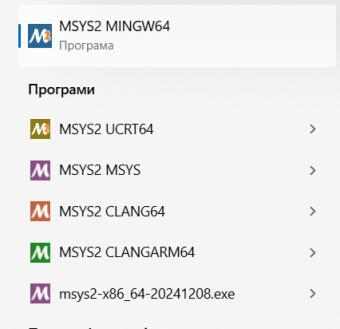 MSYS2 MINGW64
Програма
Програми
MSYS2 UCRT64
MSYS2 MSYS
MSYS2 CLANG64
MSYS2 CLANGARM64
msys2-x86_64-20241208.exe